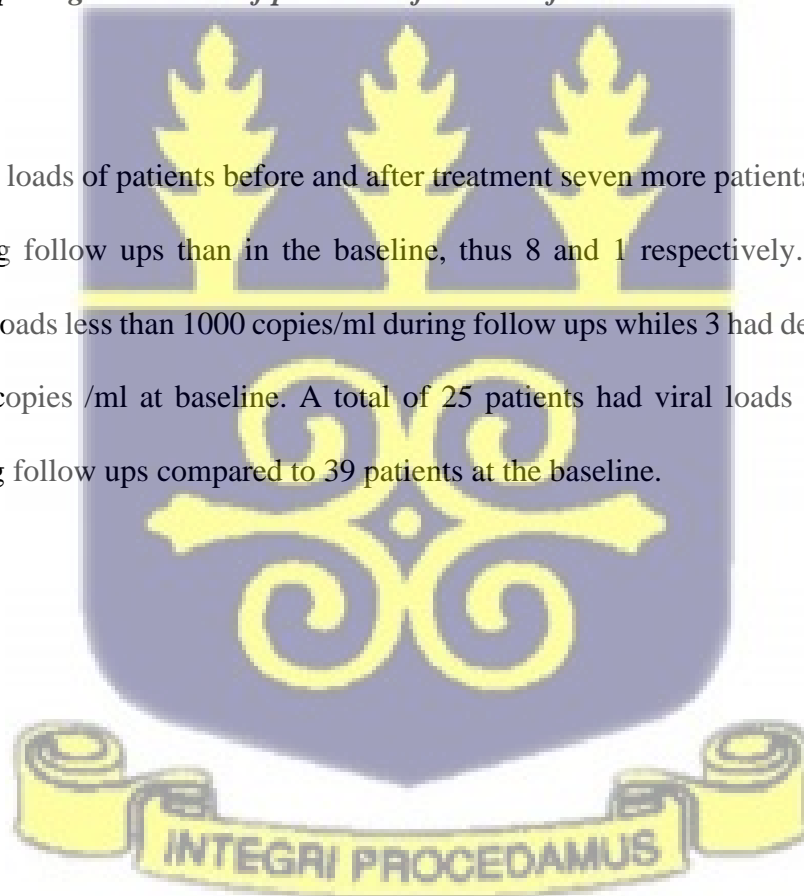 loads of patients before and after treatment seven more patients
g follow ups than in the baseline, thus 8 and 1 respectively.
oads less than 1000 copies/ml during follow ups whiles 3 had de
copies /ml at baseline. A total of 25 patients had viral loads
g follow ups compared to 39 patients at the baseline.
INTEGRI PROCEDAMUS